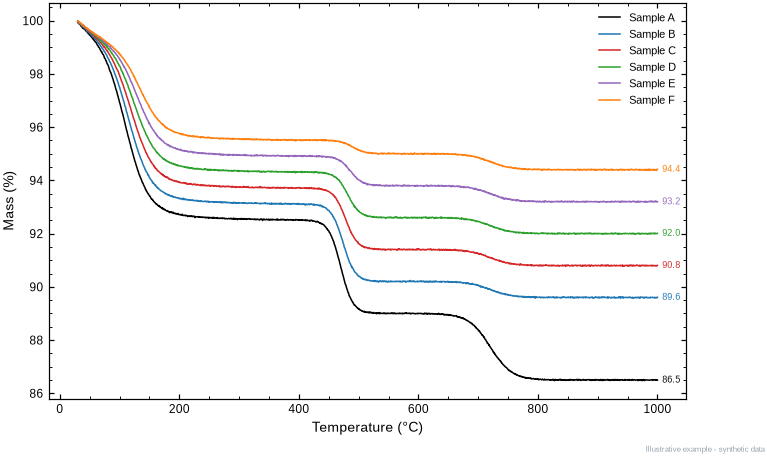 Sample A
Sample B
Sample C
Sample D
Sample E
Sample F
Mass (%)
100
98
96
94
92
90
88
86
94.4
93.2
92.0
90.8
89.6
86.5
0 200 400 600 800 1000
Temperature (°C)
Illustrative example - synthetic data